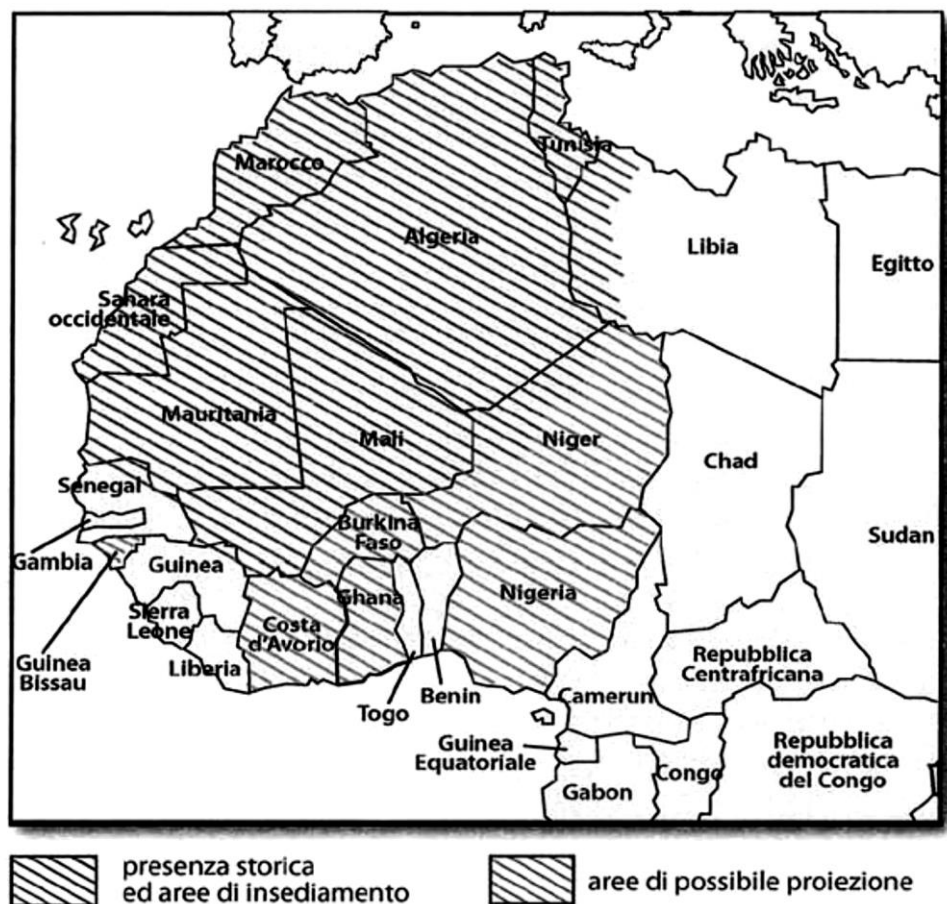 Marocco
Tunisia
Algeria
Libia
Egitto
Sahara
occidentale
Mauritania
Mali
Niger
Chad
Senegal
Burkina
Faso
Sudan
Gambia
Guinea
Nigeria
Ghana
Sierra
Leone
Costa
d'Avorio
Guinea
Bissau
Liberia
Repubblica
Centrafricana
Togo
Benin
Camerun
Guinea
Equatoriale
Repubblica
democratica
del Congo
Gabon
Congo
presenza storica
ed aree di insediamento
aree di possibile proiezione